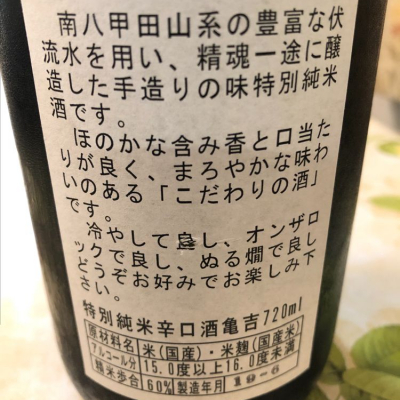 南八甲田山系の豊富な伏
流水を用い、精魂一途に醸
造した手造りの味特別純米
酒です。
ほのかな含み香と口当た
りが良く、まろやかな味わ
いのある「こだわりの酒」
です。
冷やして良し、オンザロ
ックで良し、ぬる燗で良し
どうぞお好みでお楽しみ下
さい。
特別純米辛口酒亀吉720ml
原材料名 米(国産)・米麹(国産米)
アルコール分 15.0度以上16.0度未満
精米歩合 60% 製造年月 19-6